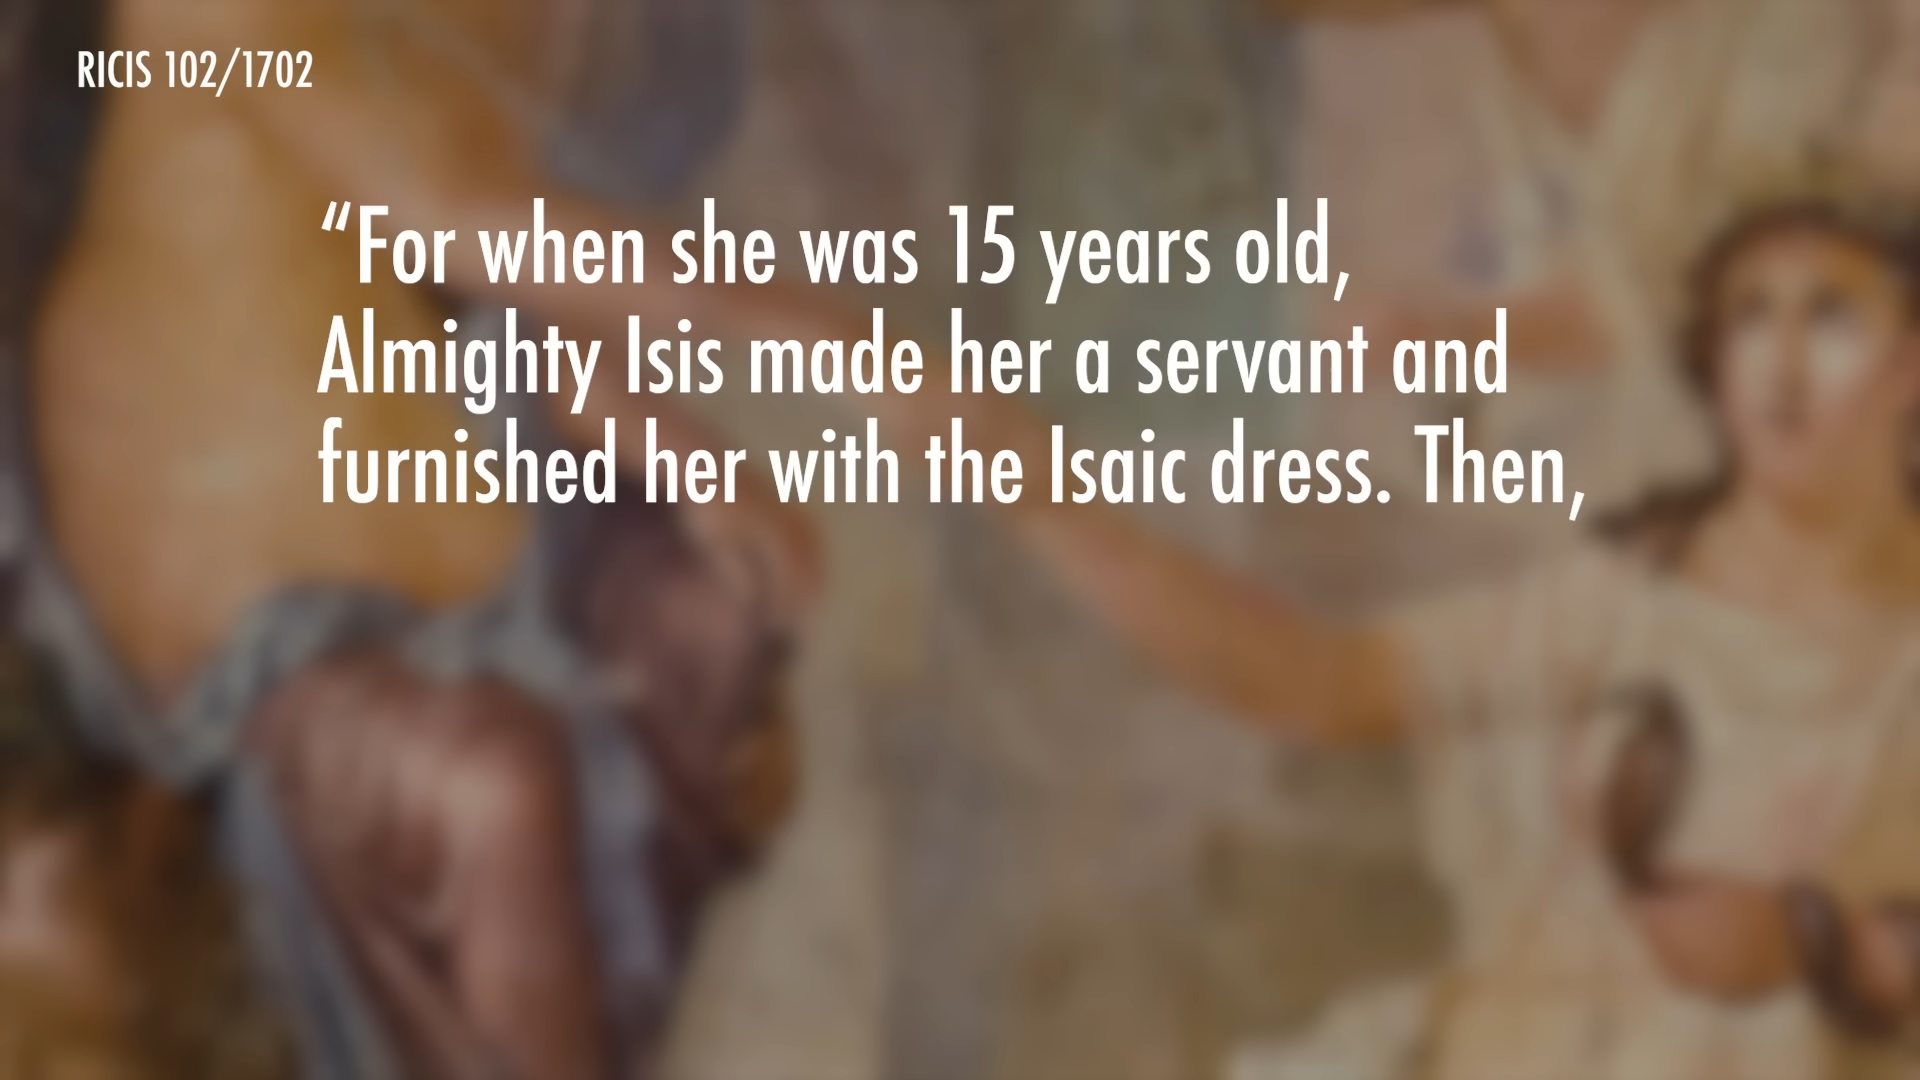 RICIS 102/1702
“For when she was 15 years old,
Almighty Isis made her a servant and
furnished her with the Isaic dress. Then,